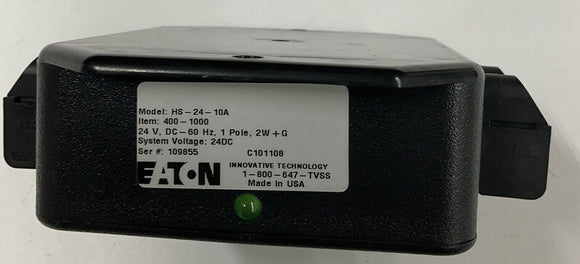 Model: HS-24-10A
Item: 400-1000
24 V, DC-60 Hz, 1 Pole, 2W+G
System Voltage: 24DC
Ser #: 109855 C101108
EATON INNOVATIVE TECHNOLOGY
1-800-647-TVSS
Made In USA